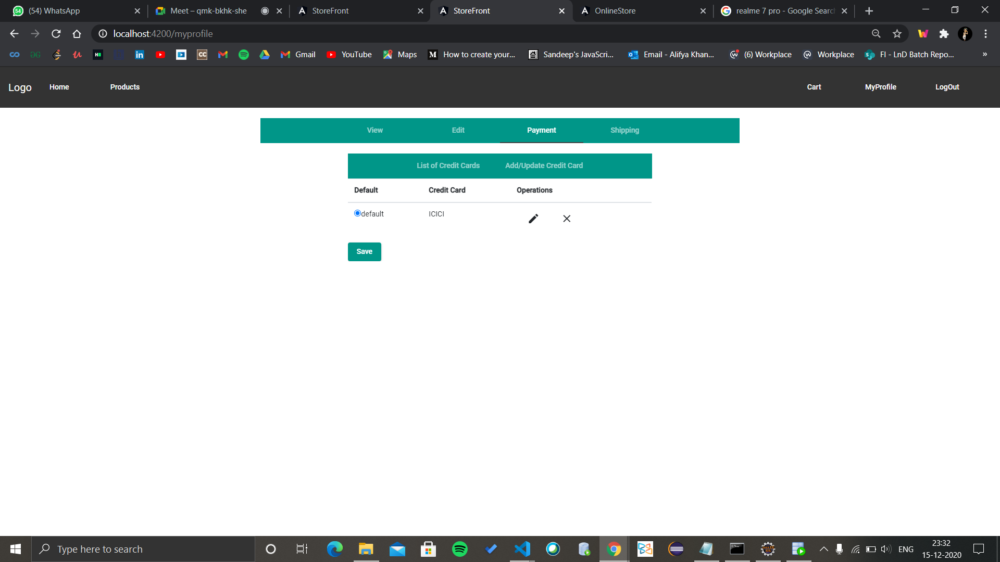 (54) WhatsApp
Meet – qmk-bkhk-she
StoreFront
StoreFront
OnlineStore
realme 7 pro - Google Searc
localhost:4200/myprofile
Gmail
YouTube
Maps
How to create your...
Sandeep's JavaScri...
Email - Alifya Khan...
(6) Workplace
Workplace
FI - LnD Batch Repo...
»
Logo
Home
Products
Cart
MyProfile
LogOut
View
Edit
Payment
Shipping
List of Credit Cards
Add/Update Credit Card
Default
Credit Card
Operations
default
ICICI
Save
Type here to search
ENG
23:32
15-12-2020